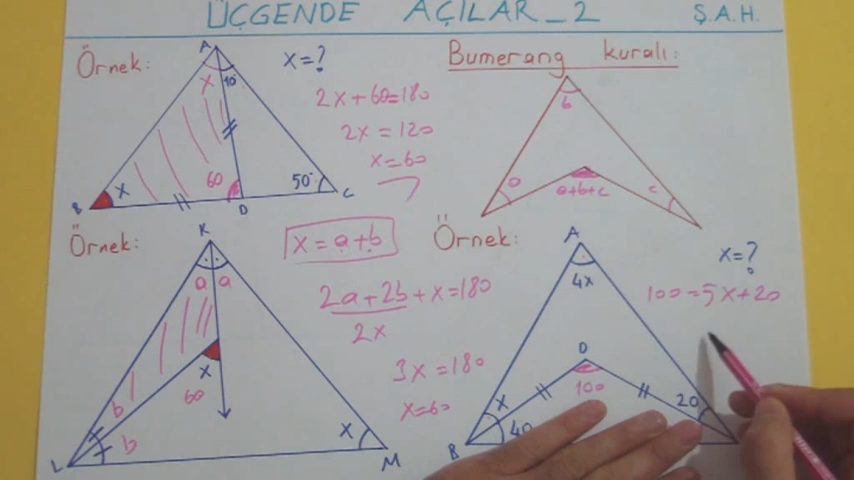 ÜÇGENDE AÇILAR_2
Ş.A.H.
Örnek:
x=?
A
x
10°
2x+60=180
2x=120
x=60
60
50°
x
B
D
C
Bumerang kuralı:
b
a
a+b+c
c
Örnek:
K
x=a+b
a a
2a+2b+x=180
2x
3x=180
x=60
x
60
b
b
x
L
M
Örnek:
A
x=?
4x
100=5x+20
D
100
x
20
40
B